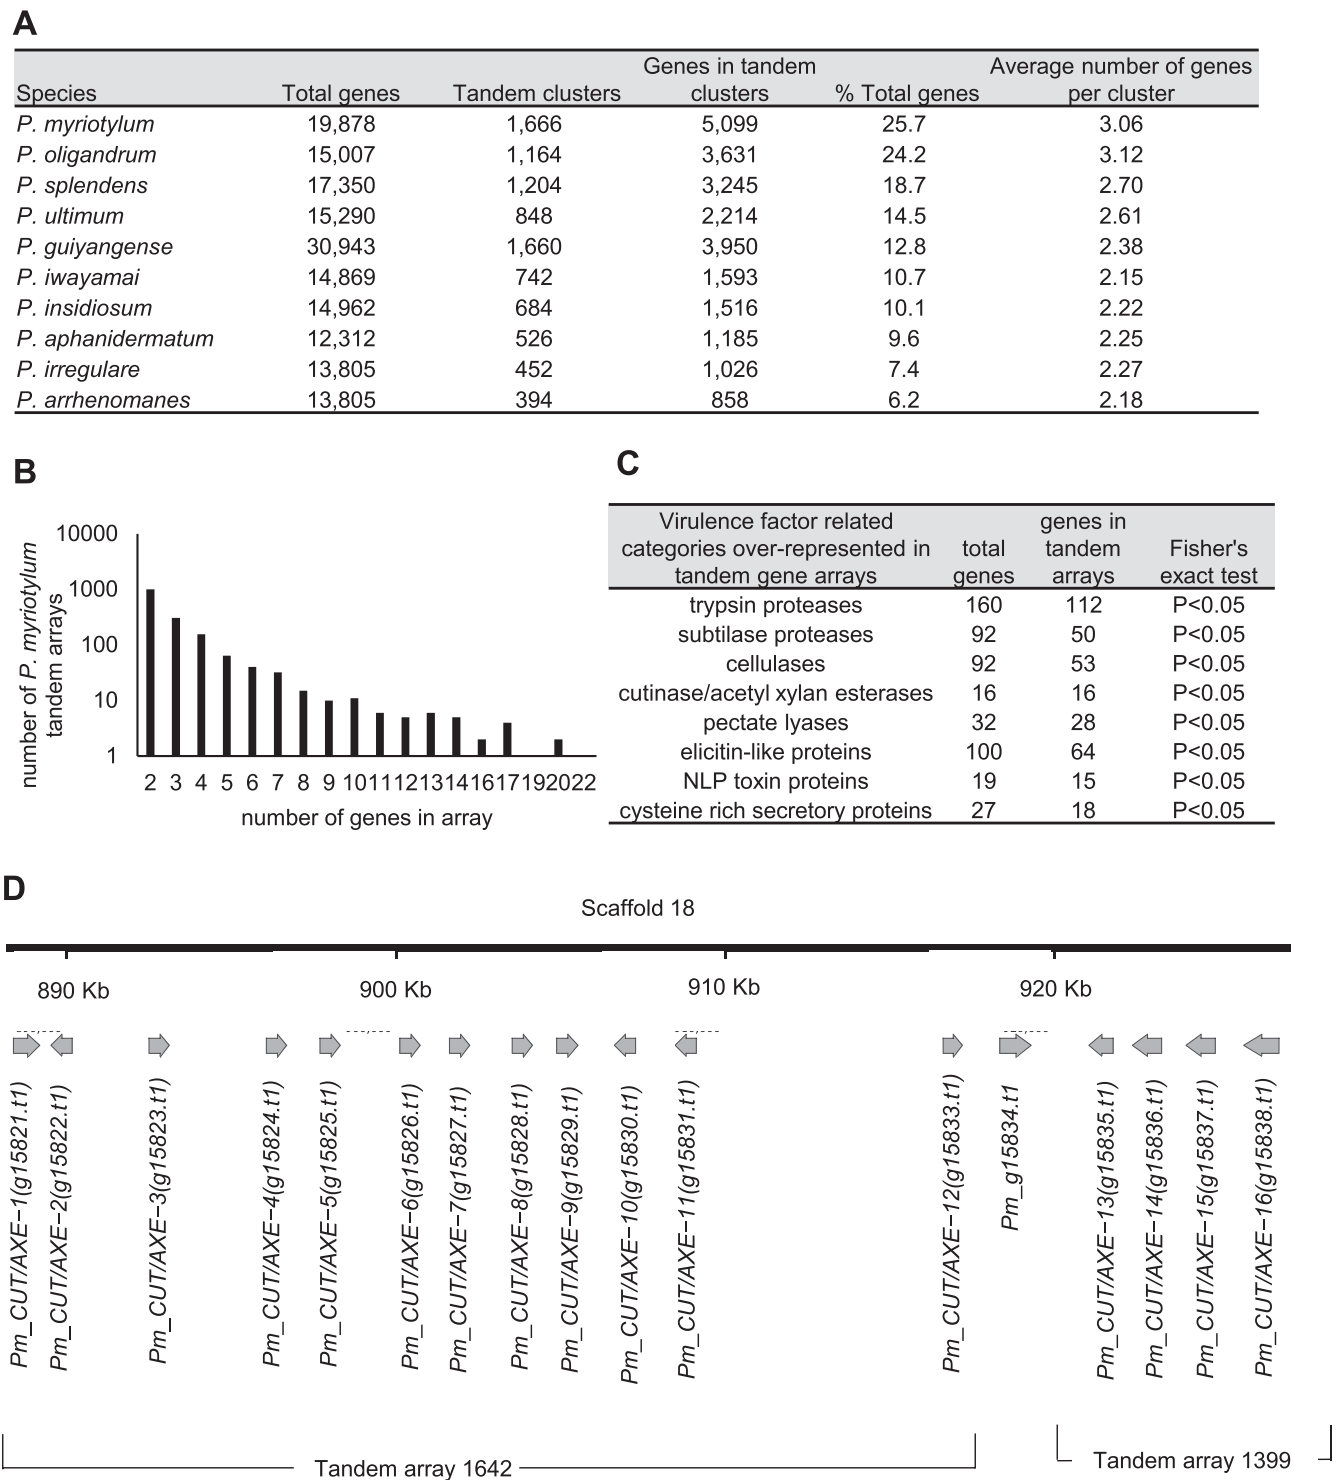 A
Genes in tandem Average number of genes
Species Total genes Tandem clusters clusters % Total genes per cluster
P. myriotylum 19,878 1,666 5,099 25.7 3.06
P. oligandrum 15,007 1,164 3,631 24.2 3.12
P. splendens 17,350 1,204 3,245 18.7 2.70
P. ultimum 15,290 848 2,214 14.5 2.61
P. guiyangense 30,943 1,660 3,950 12.8 2.38
P. iwayamai 14,869 742 1,593 10.7 2.15
P. insidiosum 14,962 684 1,516 10.1 2.22
P. aphanidermatum 12,312 526 1,185 9.6 2.25
P. irregulare 13,805 452 1,026 7.4 2.27
P. arrhenomanes 13,805 394 858 6.2 2.18
B
number of P. myriotylum
tandem arrays
10000
1000
100
10
1
2 3 4 5 6 7 8 9 10 11 12 13 14 16 17 19 20 22
number of genes in array
C
Virulence factor related genes in
categories over-represented in total tandem Fisher's
tandem gene arrays genes arrays exact test
trypsin proteases 160 112 P<0.05
subtilase proteases 92 50 P<0.05
cellulases 92 53 P<0.05
cutinase/acetyl xylan esterases 16 16 P<0.05
pectate lyases 32 28 P<0.05
elicitin-like proteins 100 64 P<0.05
NLP toxin proteins 19 15 P<0.05
cysteine rich secretory proteins 27 18 P<0.05
D
Scaffold 18
890 Kb 900 Kb 910 Kb 920 Kb
Pm_CUT/AXE−1(g15821.t1)
Pm_CUT/AXE−2(g15822.t1)
Pm_CUT/AXE−3(g15823.t1)
Pm_CUT/AXE−4(g15824.t1)
Pm_CUT/AXE−5(g15825.t1)
Pm_CUT/AXE−6(g15826.t1)
Pm_CUT/AXE−7(g15827.t1)
Pm_CUT/AXE−8(g15828.t1)
Pm_CUT/AXE−9(g15829.t1)
Pm_CUT/AXE−10(g15830.t1)
Pm_CUT/AXE−11(g15831.t1)
Pm_CUT/AXE−12(g15833.t1)
Pm_g15834.t1
Pm_CUT/AXE−13(g15835.t1)
Pm_CUT/AXE−14(g15836.t1)
Pm_CUT/AXE−15(g15837.t1)
Pm_CUT/AXE−16(g15838.t1)
Tandem array 1642 Tandem array 1399